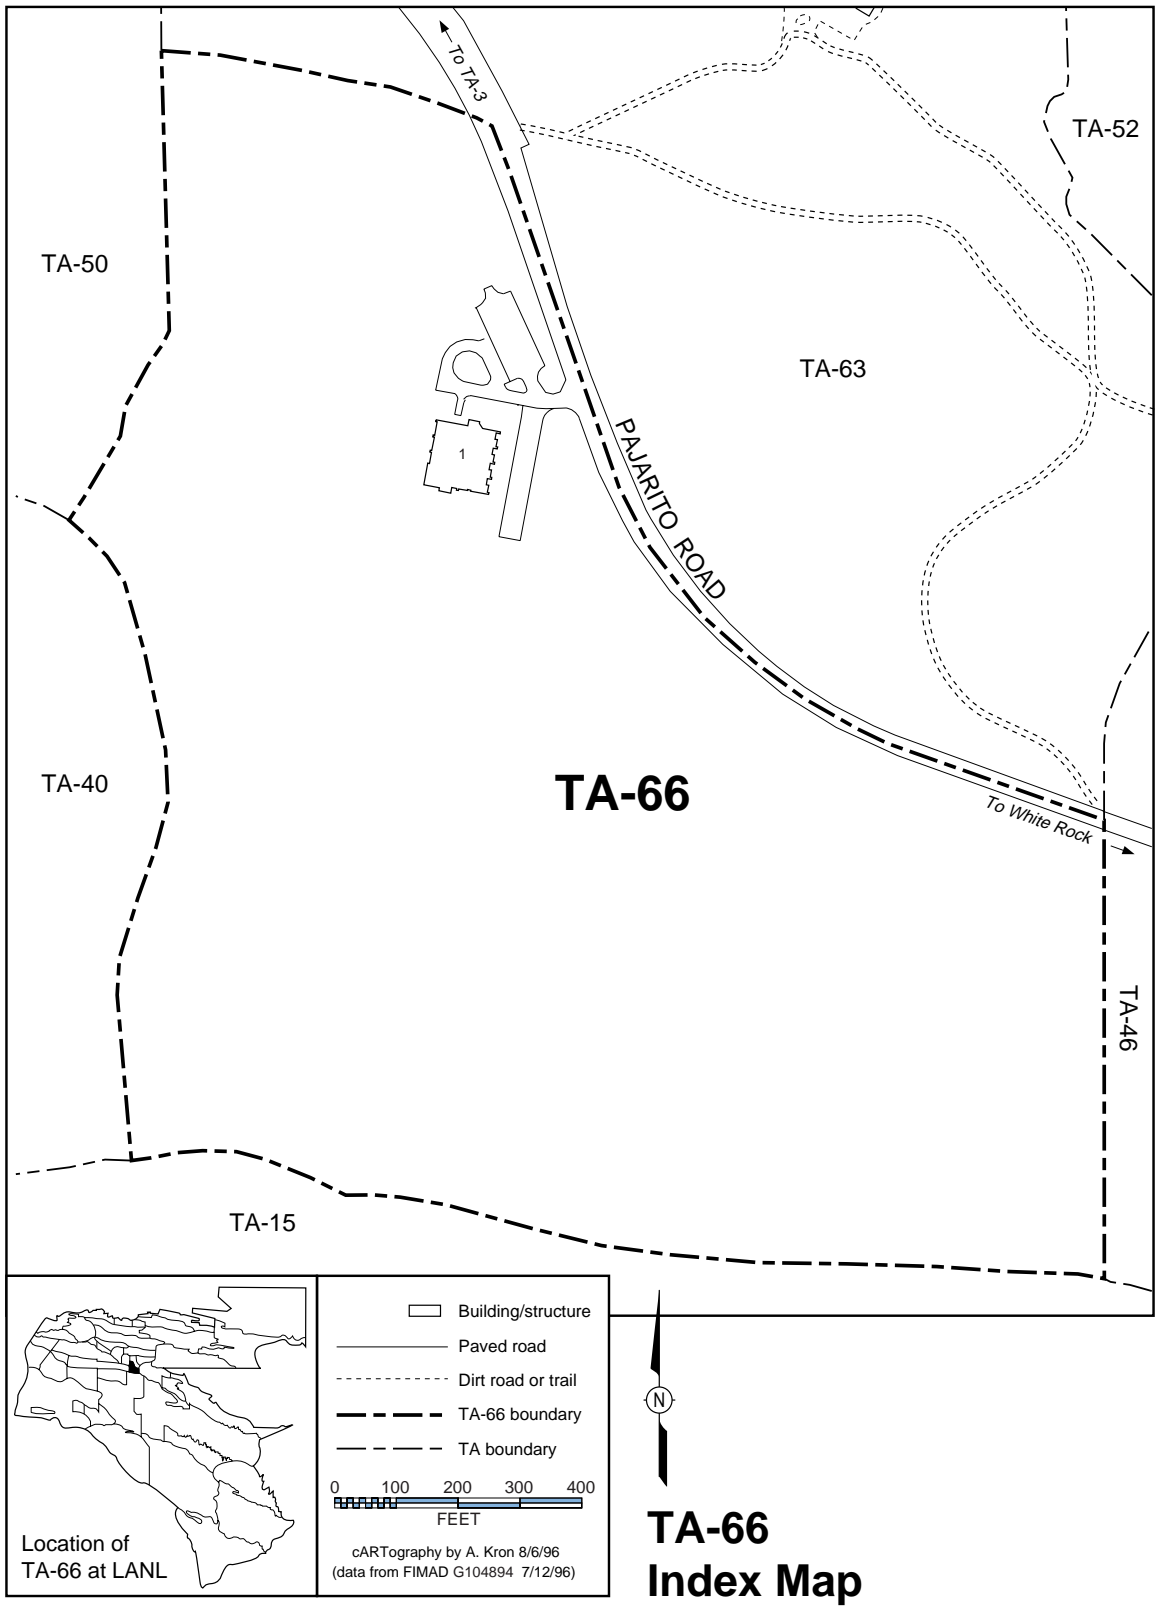 To TA-3
TA-52
TA-50
TA-63
PAJARITO ROAD
1
TA-40
TA-66
To White Rock
TA-46
TA-15
Location of
TA-66 at LANL
Building/structure
Paved road
Dirt road or trail
TA-66 boundary
TA boundary
0 100 200 300 400
FEET
cARTography by A. Kron 8/6/96
(data from FIMAD G104894 7/12/96)
N
TA-66
Index Map